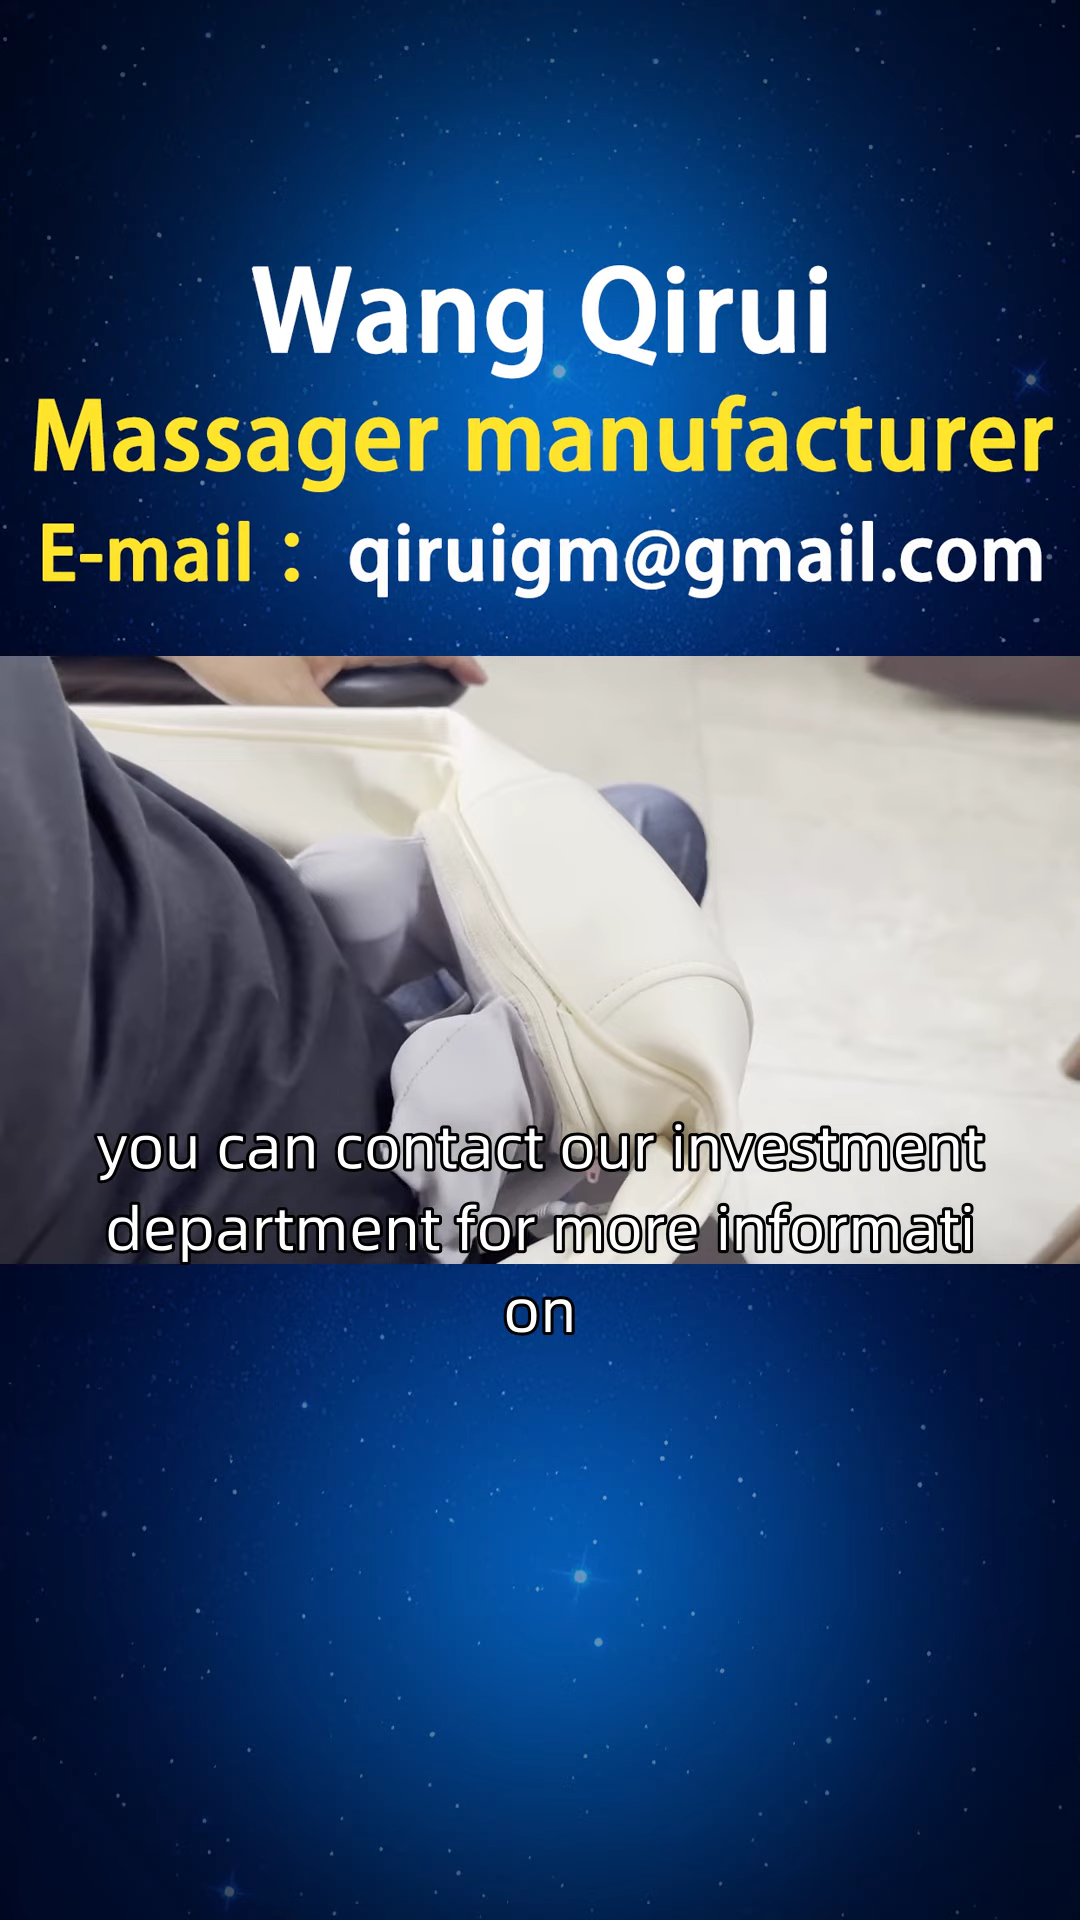 Wang Qirui
Massager manufacturer
E-mail： qiruigm@gmail.com
you can contact our investment
department for more informati
on